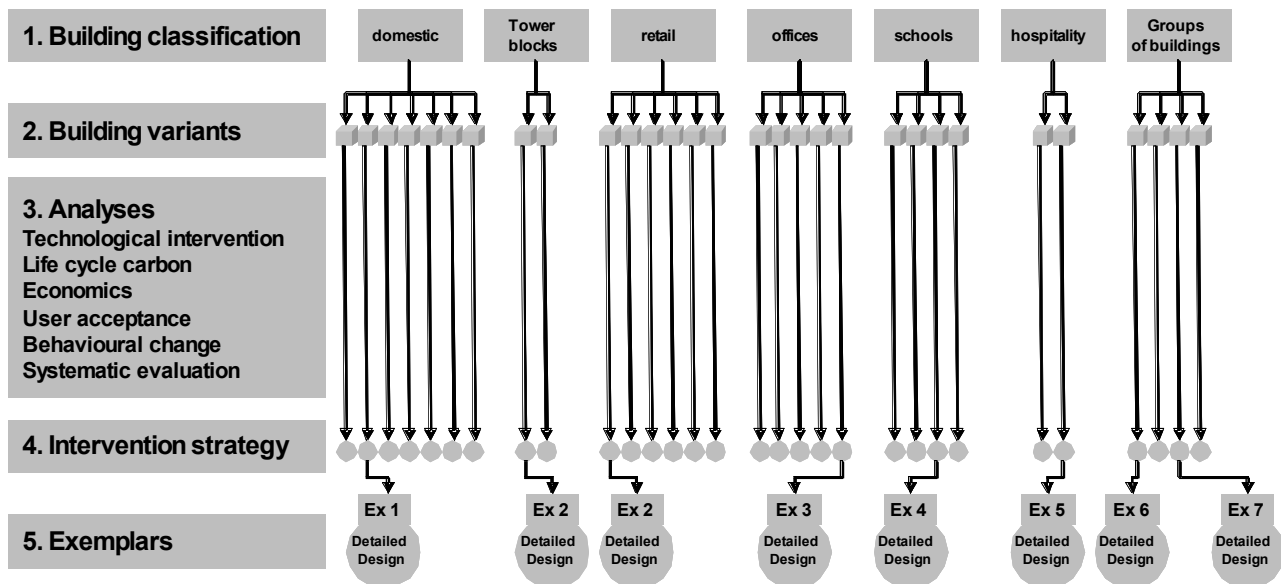 1. Building classification
domestic
Tower
blocks
retail
offices
schools
hospitality
Groups
of buildings
2. Building variants
3. Analyses
Technological intervention
Life cycle carbon
Economics
User acceptance
Behavioural change
Systematic evaluation
4. Intervention strategy
5. Exemplars
Ex 1
Detailed
Design
Ex 2
Detailed
Design
Ex 2
Detailed
Design
Ex 3
Detailed
Design
Ex 4
Detailed
Design
Ex 5
Detailed
Design
Ex 6
Detailed
Design
Ex 7
Detailed
Design